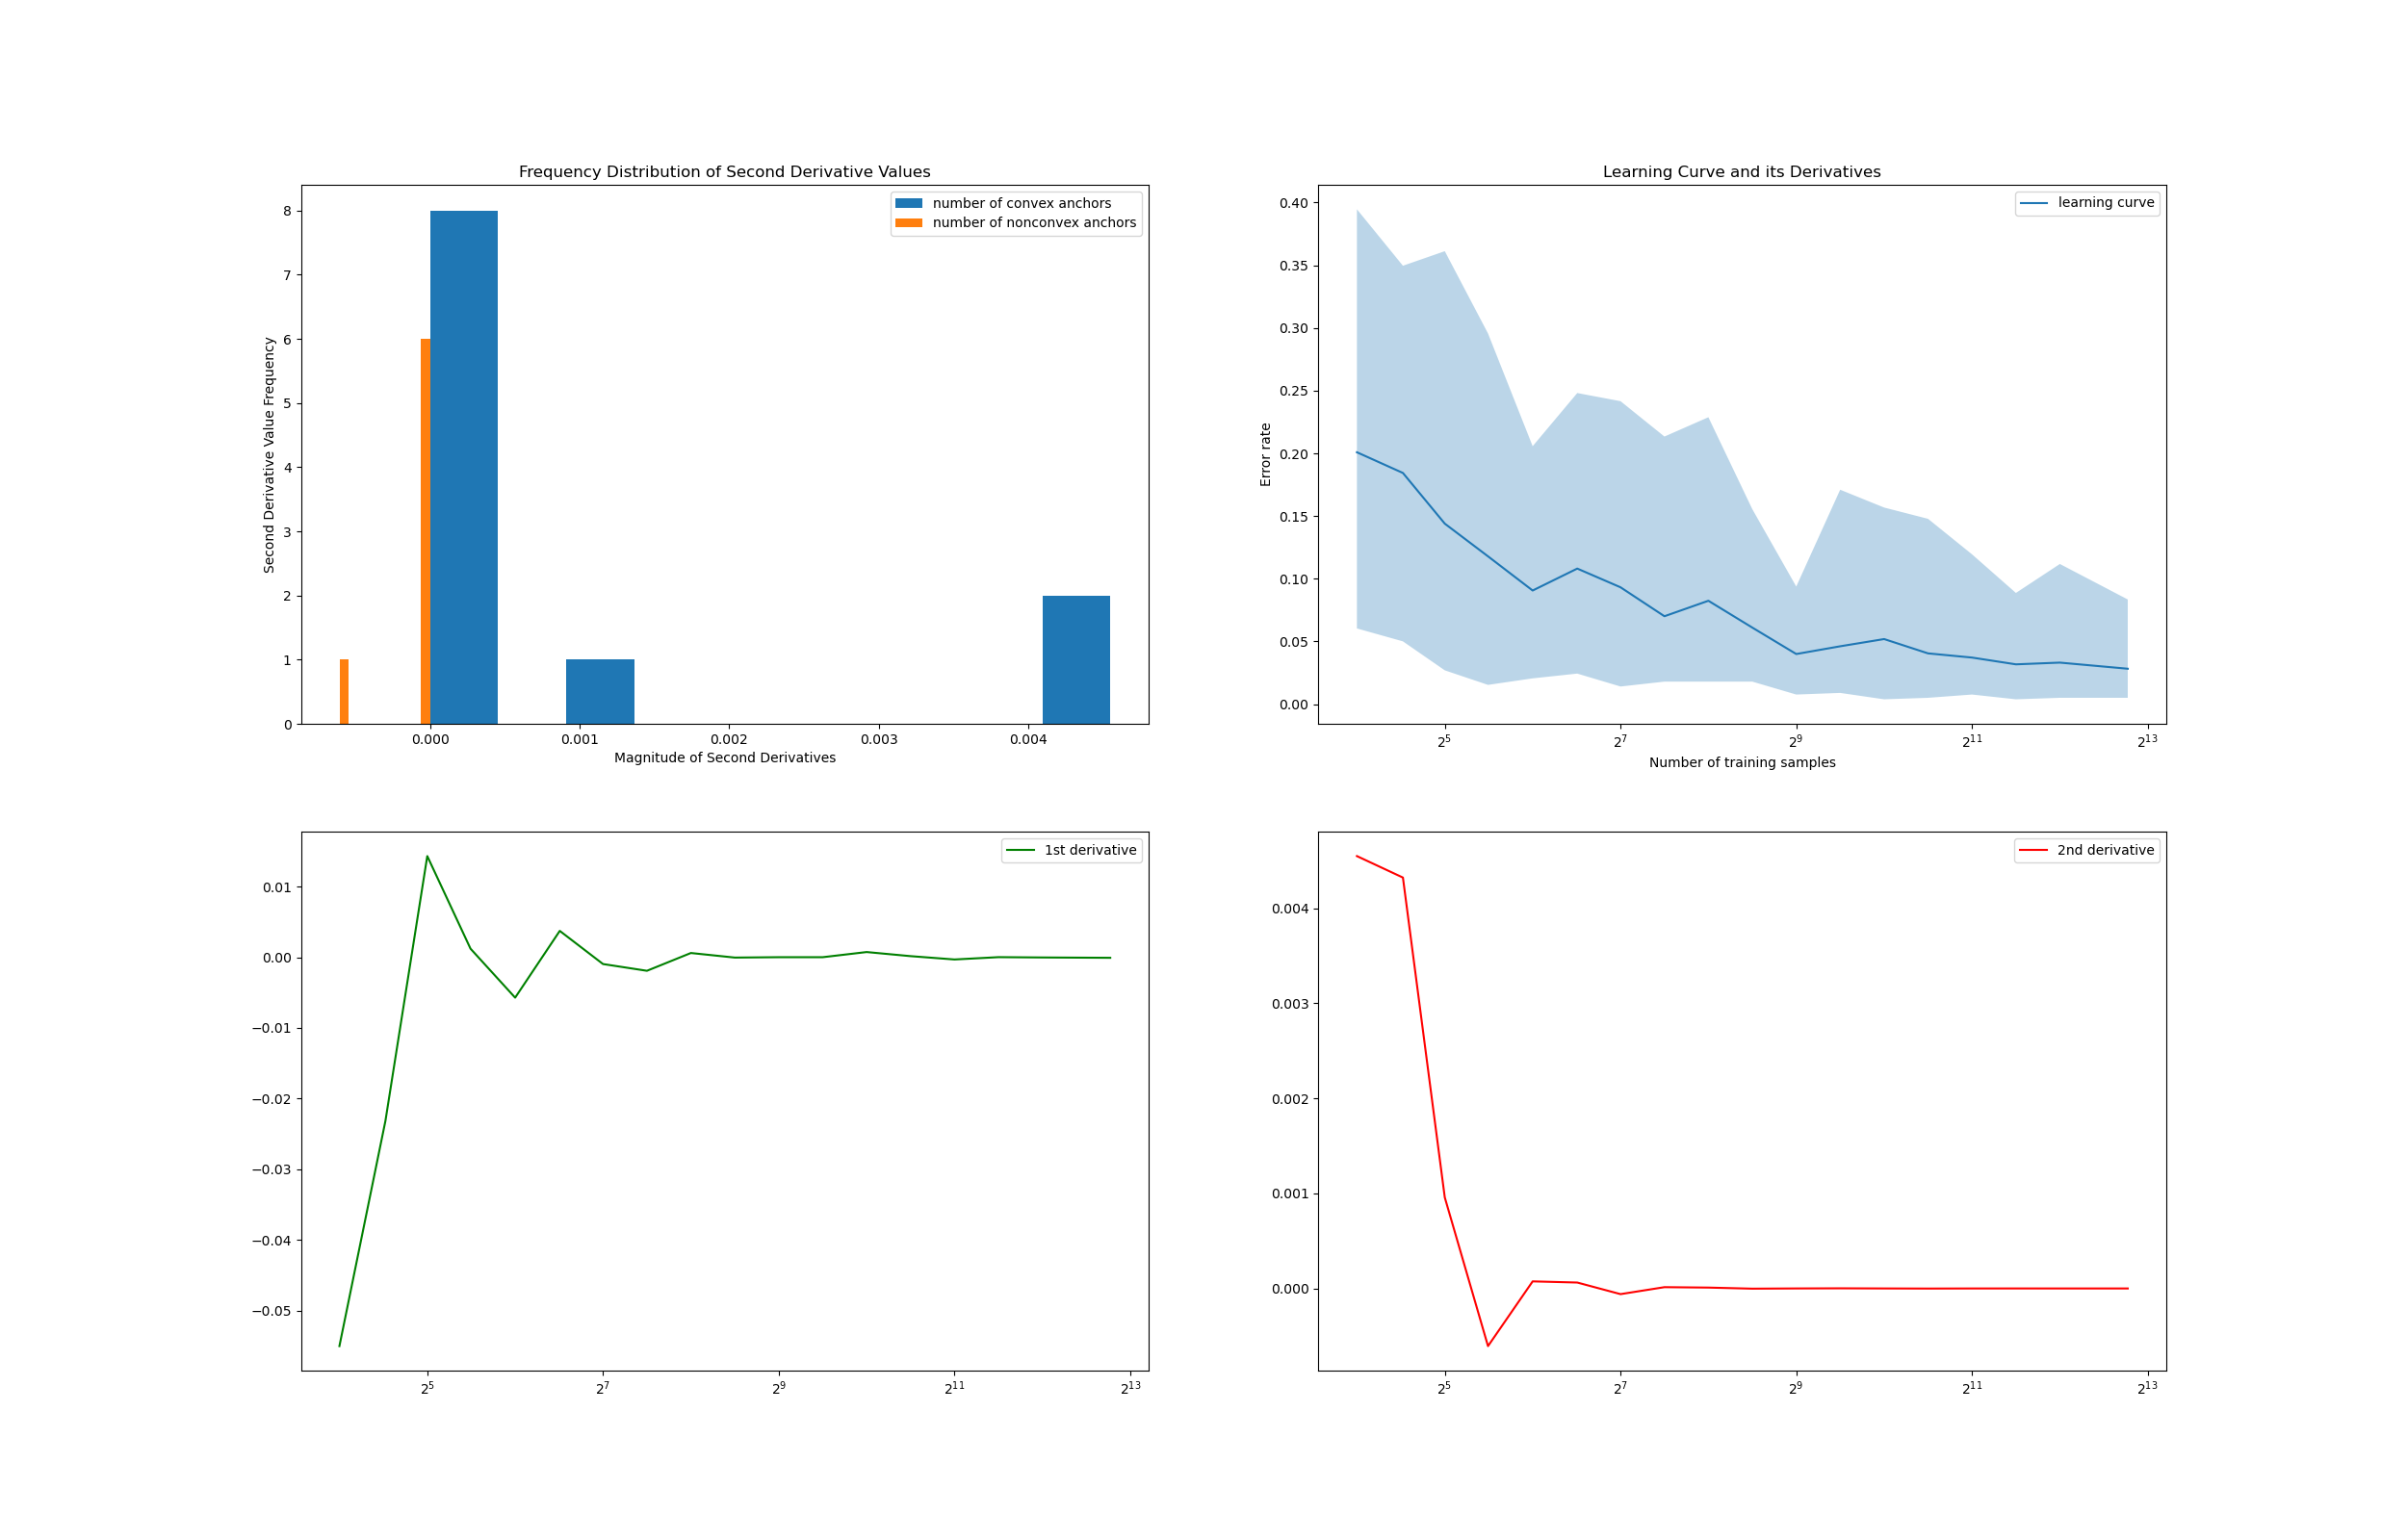 Frequency Distribution of Second Derivative Values
number of convex anchors
number of nonconvex anchors
8
7
6
5
4
3
2
1
0
Second Derivative Value Frequency
0.000 0.001 0.002 0.003 0.004
Magnitude of Second Derivatives
Learning Curve and its Derivatives
learning curve
0.40
0.35
0.30
0.25
0.20
0.15
0.10
0.05
0.00
Error rate
2^5 2^7 2^9 2^11 2^13
Number of training samples
1st derivative
0.01
0.00
−0.01
−0.02
−0.03
−0.04
−0.05
2^5 2^7 2^9 2^11 2^13
2nd derivative
0.004
0.003
0.002
0.001
0.000
2^5 2^7 2^9 2^11 2^13